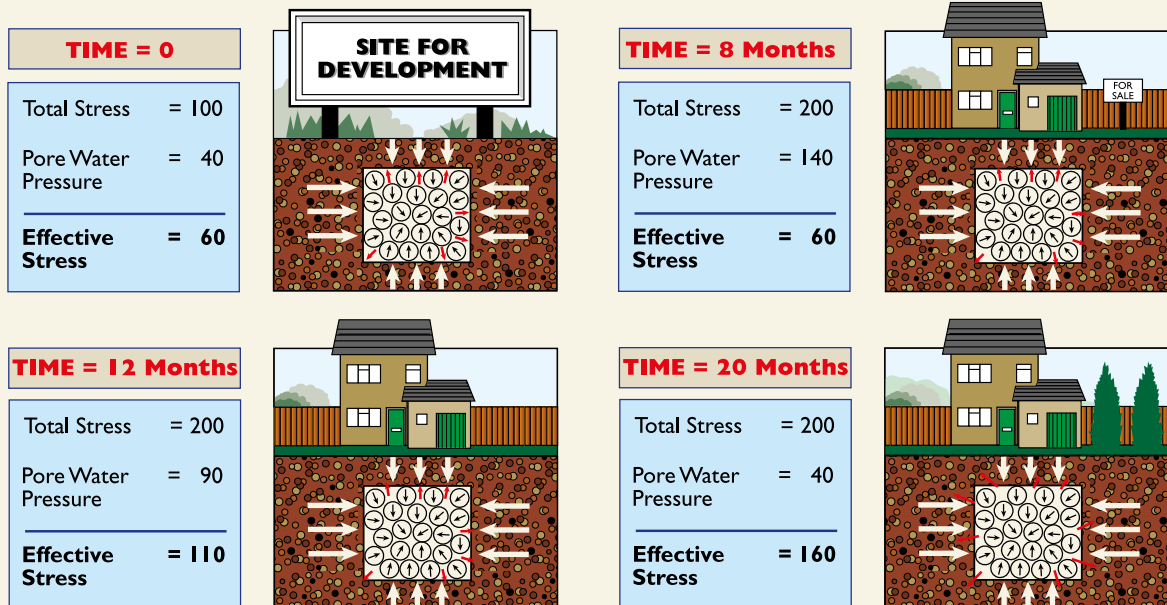 TIME = 0
Total Stress = 100
Pore Water = 40
Pressure
Effective = 60
Stress
SITE FOR
DEVELOPMENT
TIME = 8 Months
Total Stress = 200
Pore Water = 140
Pressure
Effective = 60
Stress
FOR
SALE
TIME = 12 Months
Total Stress = 200
Pore Water = 90
Pressure
Effective = 110
Stress
TIME = 20 Months
Total Stress = 200
Pore Water = 40
Pressure
Effective = 160
Stress